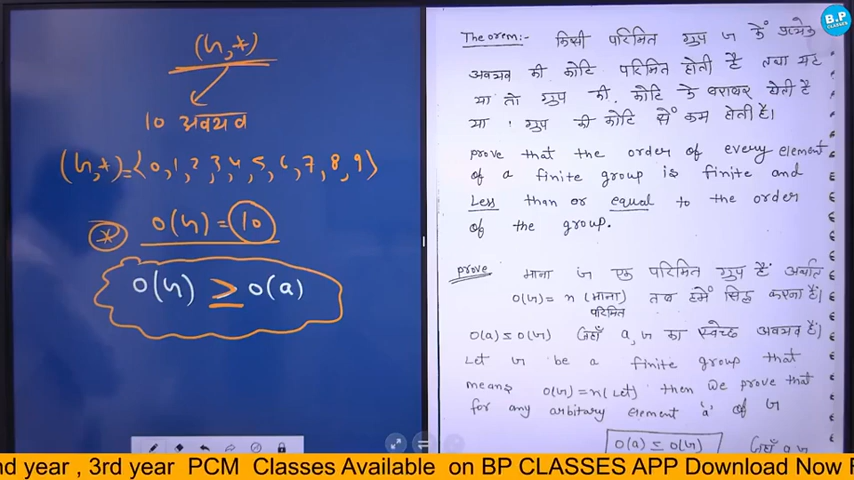 (G,*)
10 अवयव
(G,*)=⟨0,1,2,3,4,5,6,7,8,9⟩
* O(G)=10
O(G) ≥ O(a)
B.P
CLASSES
Theorem:- किसी परिमित ग्रुप G के प्रत्येक
अवयव की कोटि परिमित होती है तथा यह
या तो ग्रुप की कोटि के बराबर होती है
या ग्रुप की कोटि से कम होती है।
prove that the order of every element
of a finite group is finite and
Less than or equal to the order
of the group.
prove माना G एक परिमित ग्रुप है अर्थात
O(G)= n (माना) तब हमें सिद्ध करना है।
परिमित
O(a)≤O(G) जहाँ a, G का स्वेच्छ अवयव है।
Let G be a finite group that
means O(G)=n(Let) then we prove that
for any arbitrary element 'a' of G
O(a) ≤ O(G) जहाँ a, G
nd year , 3rd year PCM Classes Available on BP CLASSES APP Download Now F